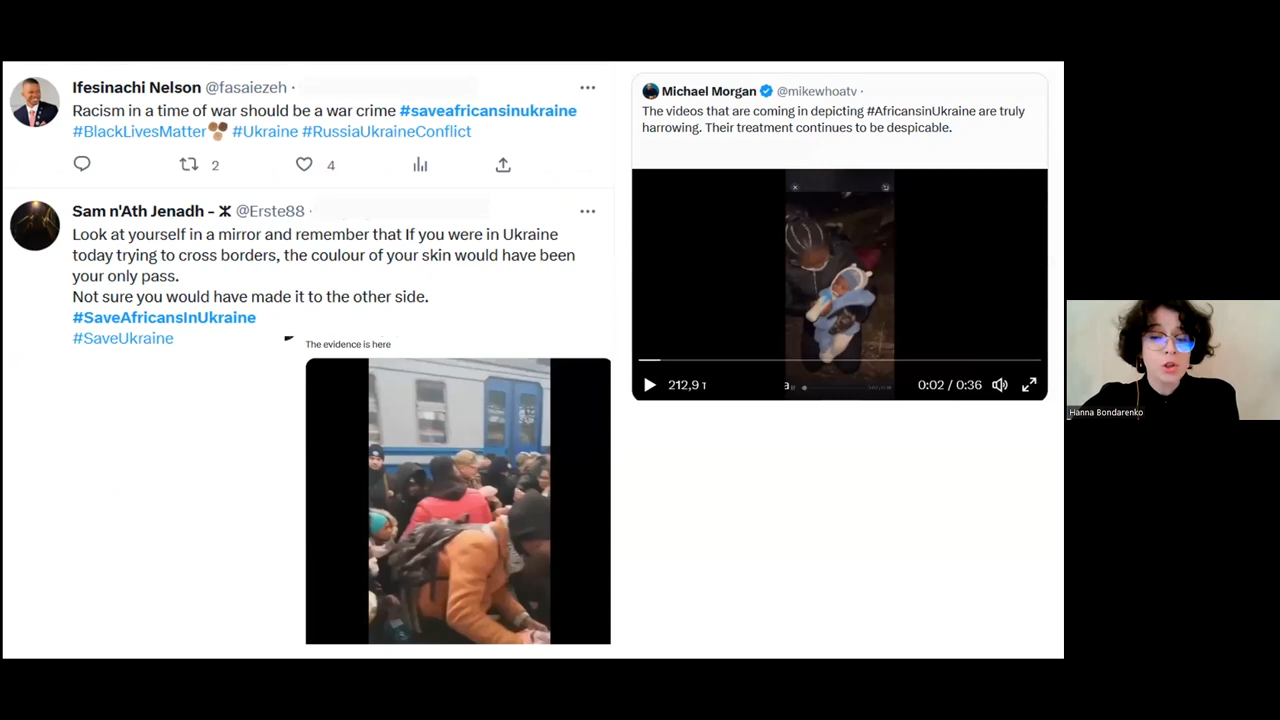 Ifesinachi Nelson @fasaiezeh ·
Racism in a time of war should be a war crime #saveafricansinukraine
#BlackLivesMatter #Ukraine #RussiaUkraineConflict
2 4
Sam n'Ath Jenadh - ⵣ @Erste88 ·
Look at yourself in a mirror and remember that If you were in Ukraine
today trying to cross borders, the coulour of your skin would have been
your only pass.
Not sure you would have made it to the other side.
#SaveAfricansInUkraine
#SaveUkraine
The evidence is here
Michael Morgan @mikewhoatv ·
The videos that are coming in depicting #AfricansinUkraine are truly
harrowing. Their treatment continues to be despicable.
212,9 0:02 / 0:36
Hanna Bondarenko